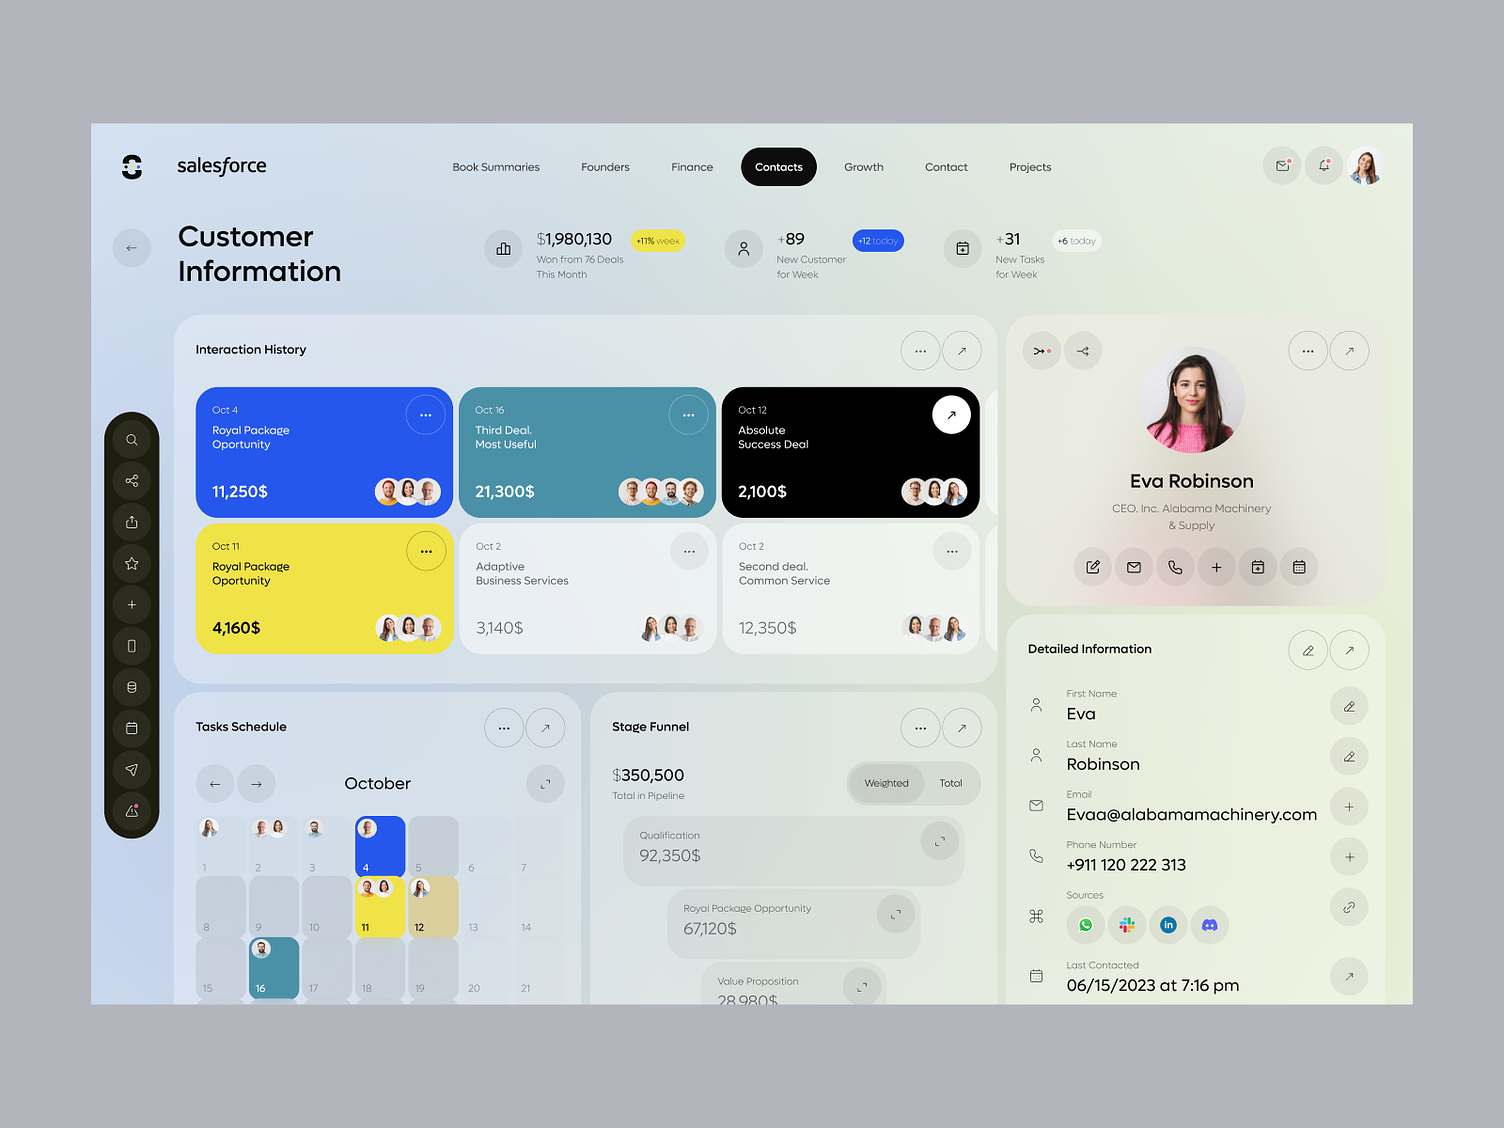 salesforce
Book Summaries
Founders
Finance
Contacts
Growth
Contact
Projects
Customer
Information
$1,980,130
+11% week
Won from 76 Deals
This Month
+89
+12 today
New Customer
for Week
+31
+6 today
New Tasks
for Week
Interaction History
Oct 4
Royal Package
Oportunity
11,250$
Oct 16
Third Deal.
Most Useful
21,300$
Oct 12
Absolute
Success Deal
2,100$
Oct 11
Royal Package
Oportunity
4,160$
Oct 2
Adaptive
Business Services
3,140$
Oct 2
Second deal.
Common Service
12,350$
Eva Robinson
CEO. Inc. Alabama Machinery
& Supply
Tasks Schedule
October
1 2 3 4 5 6 7
8 9 10 11 12 13 14
15 16 17 18 19 20 21
Stage Funnel
$350,500
Total in Pipeline
Weighted
Total
Qualification
92,350$
Royal Package Opportunity
67,120$
Value Proposition
28,980$
Detailed Information
First Name
Eva
Last Name
Robinson
Email
Evaa@alabamamachinery.com
Phone Number
+911 120 222 313
Sources
in
Last Contacted
06/15/2023 at 7:16 pm